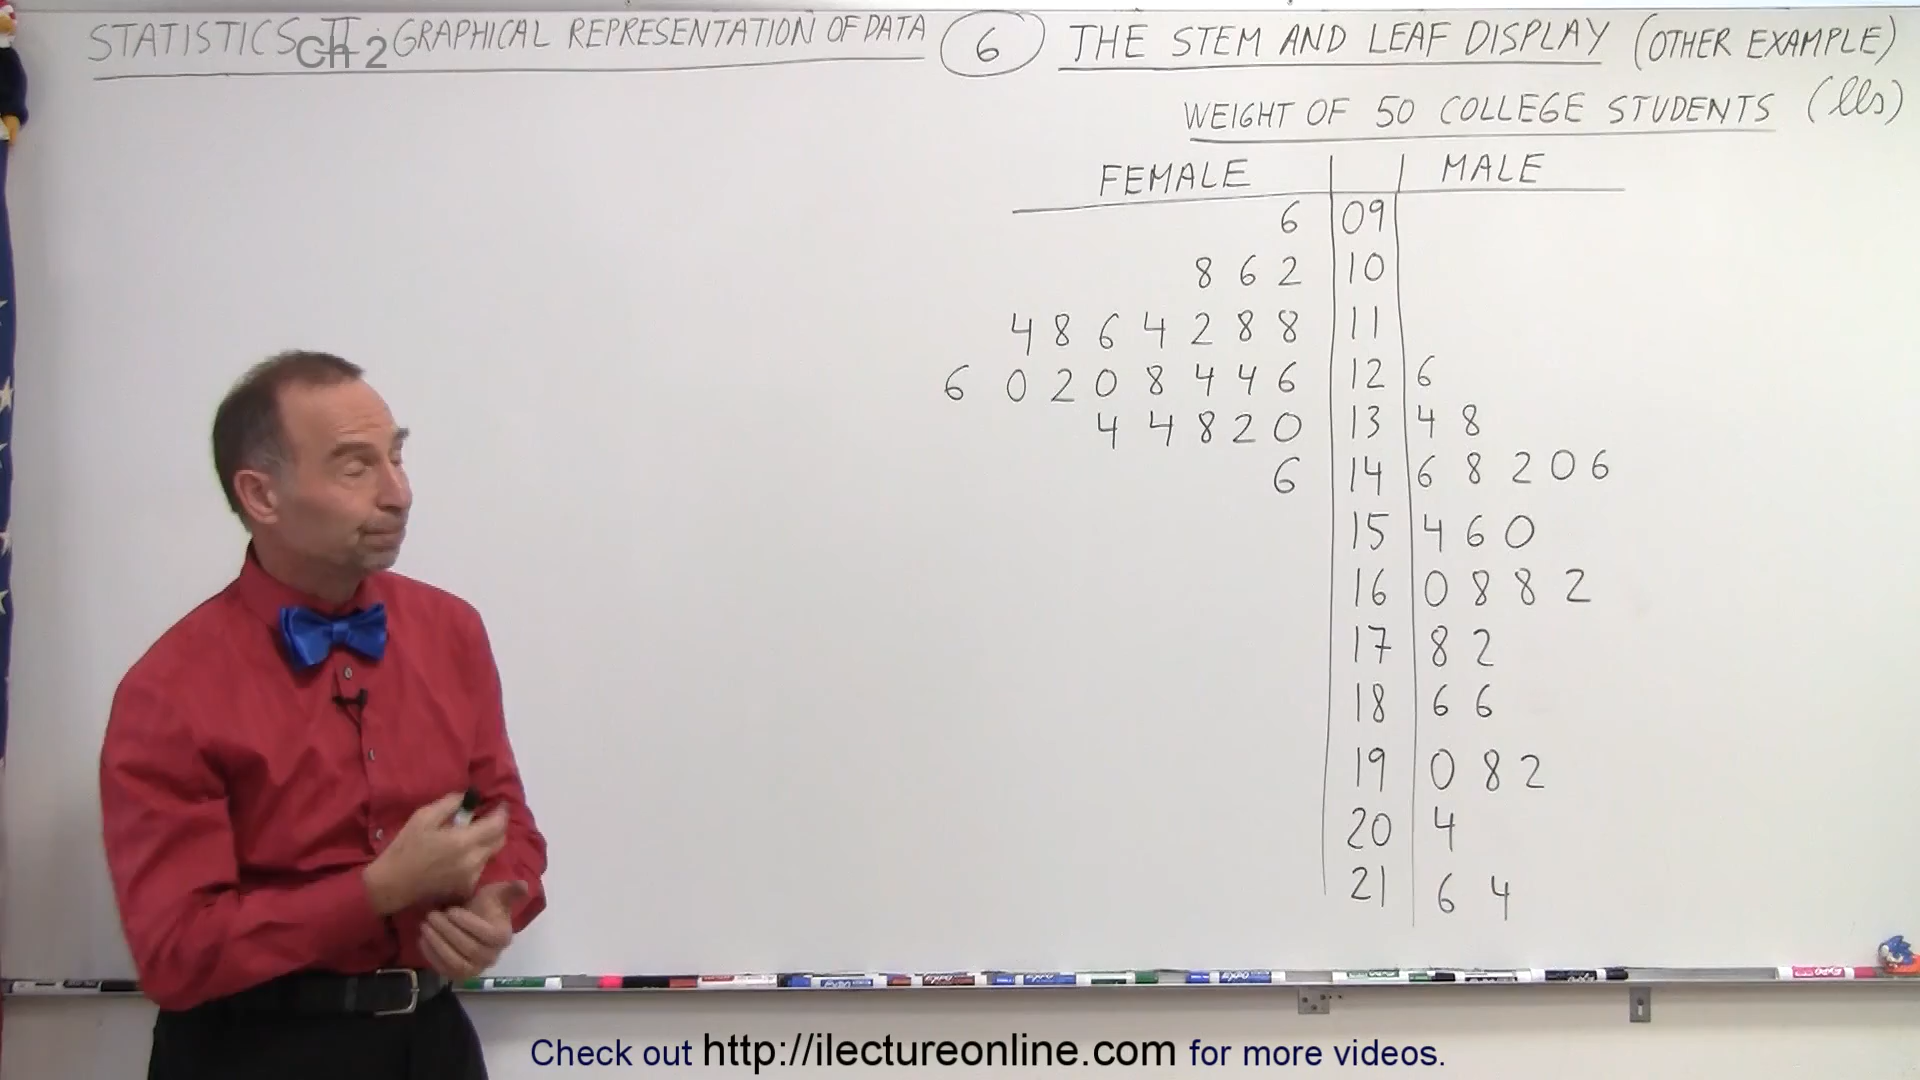 STATISTICS II: GRAPHICAL REPRESENTATION OF DATA 6 THE STEM AND LEAF DISPLAY (OTHER EXAMPLE)
Ch 2
WEIGHT OF 50 COLLEGE STUDENTS (lbs)
FEMALE | | MALE
6 | 09 |
8 6 2 | 10 |
4 8 6 4 2 8 8 | 11 |
6 0 2 0 8 4 4 6 | 12 | 6
4 4 8 2 0 | 13 | 4 8
6 | 14 | 6 8 2 0 6
15 | 4 6 0
16 | 0 8 8 2
17 | 8 2
18 | 6 6
19 | 0 8 2
20 | 4
21 | 6 4
Check out http://ilectureonline.com for more videos.